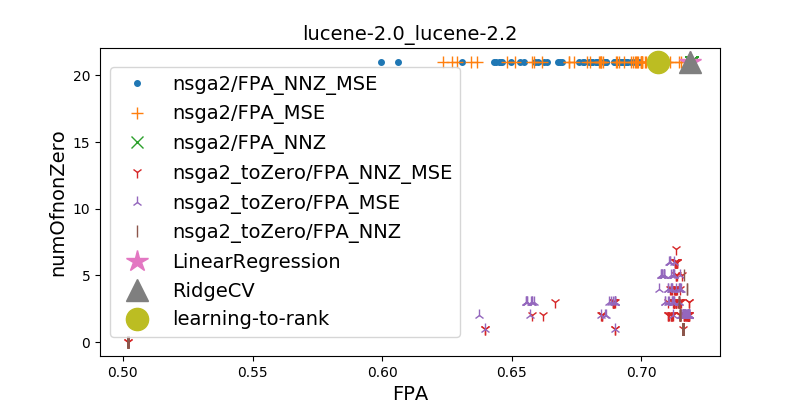 lucene-2.0_lucene-2.2
numOfnonZero
20
15
10
5
0
nsga2/FPA_NNZ_MSE
nsga2/FPA_MSE
nsga2/FPA_NNZ
nsga2_toZero/FPA_NNZ_MSE
nsga2_toZero/FPA_MSE
nsga2_toZero/FPA_NNZ
LinearRegression
RidgeCV
learning-to-rank
0.50 0.55 0.60 0.65 0.70
FPA